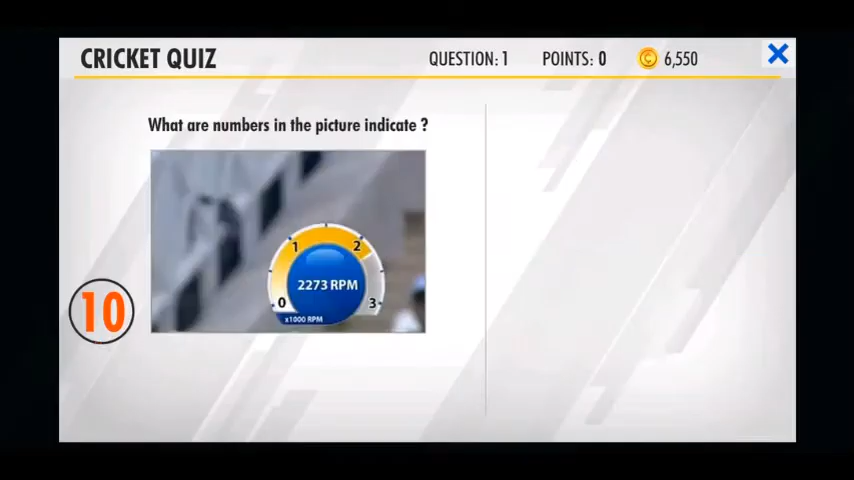 CRICKET QUIZ
QUESTION: 1 POINTS: 0 6,550
What are numbers in the picture indicate ?
1 2
2273 RPM
0 3
x1000 RPM
10